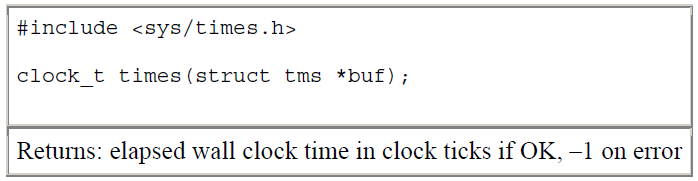 #include <sys/times.h>
clock_t times(struct tms *buf);
Returns: elapsed wall clock time in clock ticks if OK, –1 on error